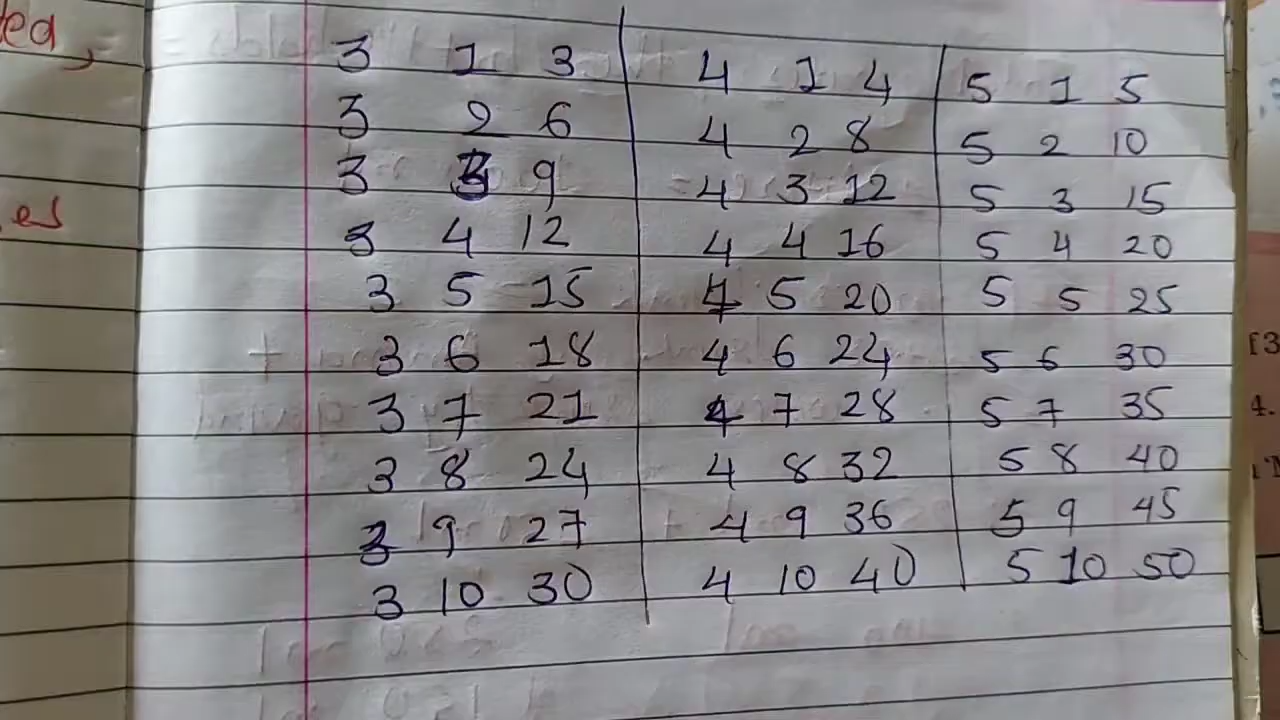 ted
3 1 3 4 1 4 5 1 5
3 2 6 4 2 8 5 2 10
3 3 9 4 3 12 5 3 15
es
3 4 12 4 4 16 5 4 20
3 5 15 4 5 20 5 5 25
3 6 18 4 6 24 5 6 30
[3
3 7 21 4 7 28 5 7 35
4.
3 8 24 4 8 32 5 8 40
3 9 27 4 9 36 5 9 45
3 10 30 4 10 40 5 10 50